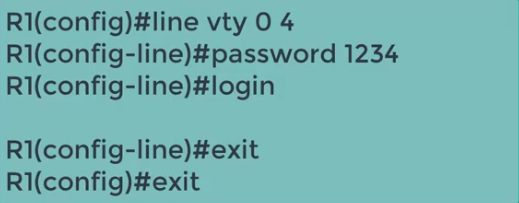 R1(config)#line vty 0 4
R1(config-line)#password 1234
R1(config-line)#login
R1(config-line)#exit
R1(config)#exit